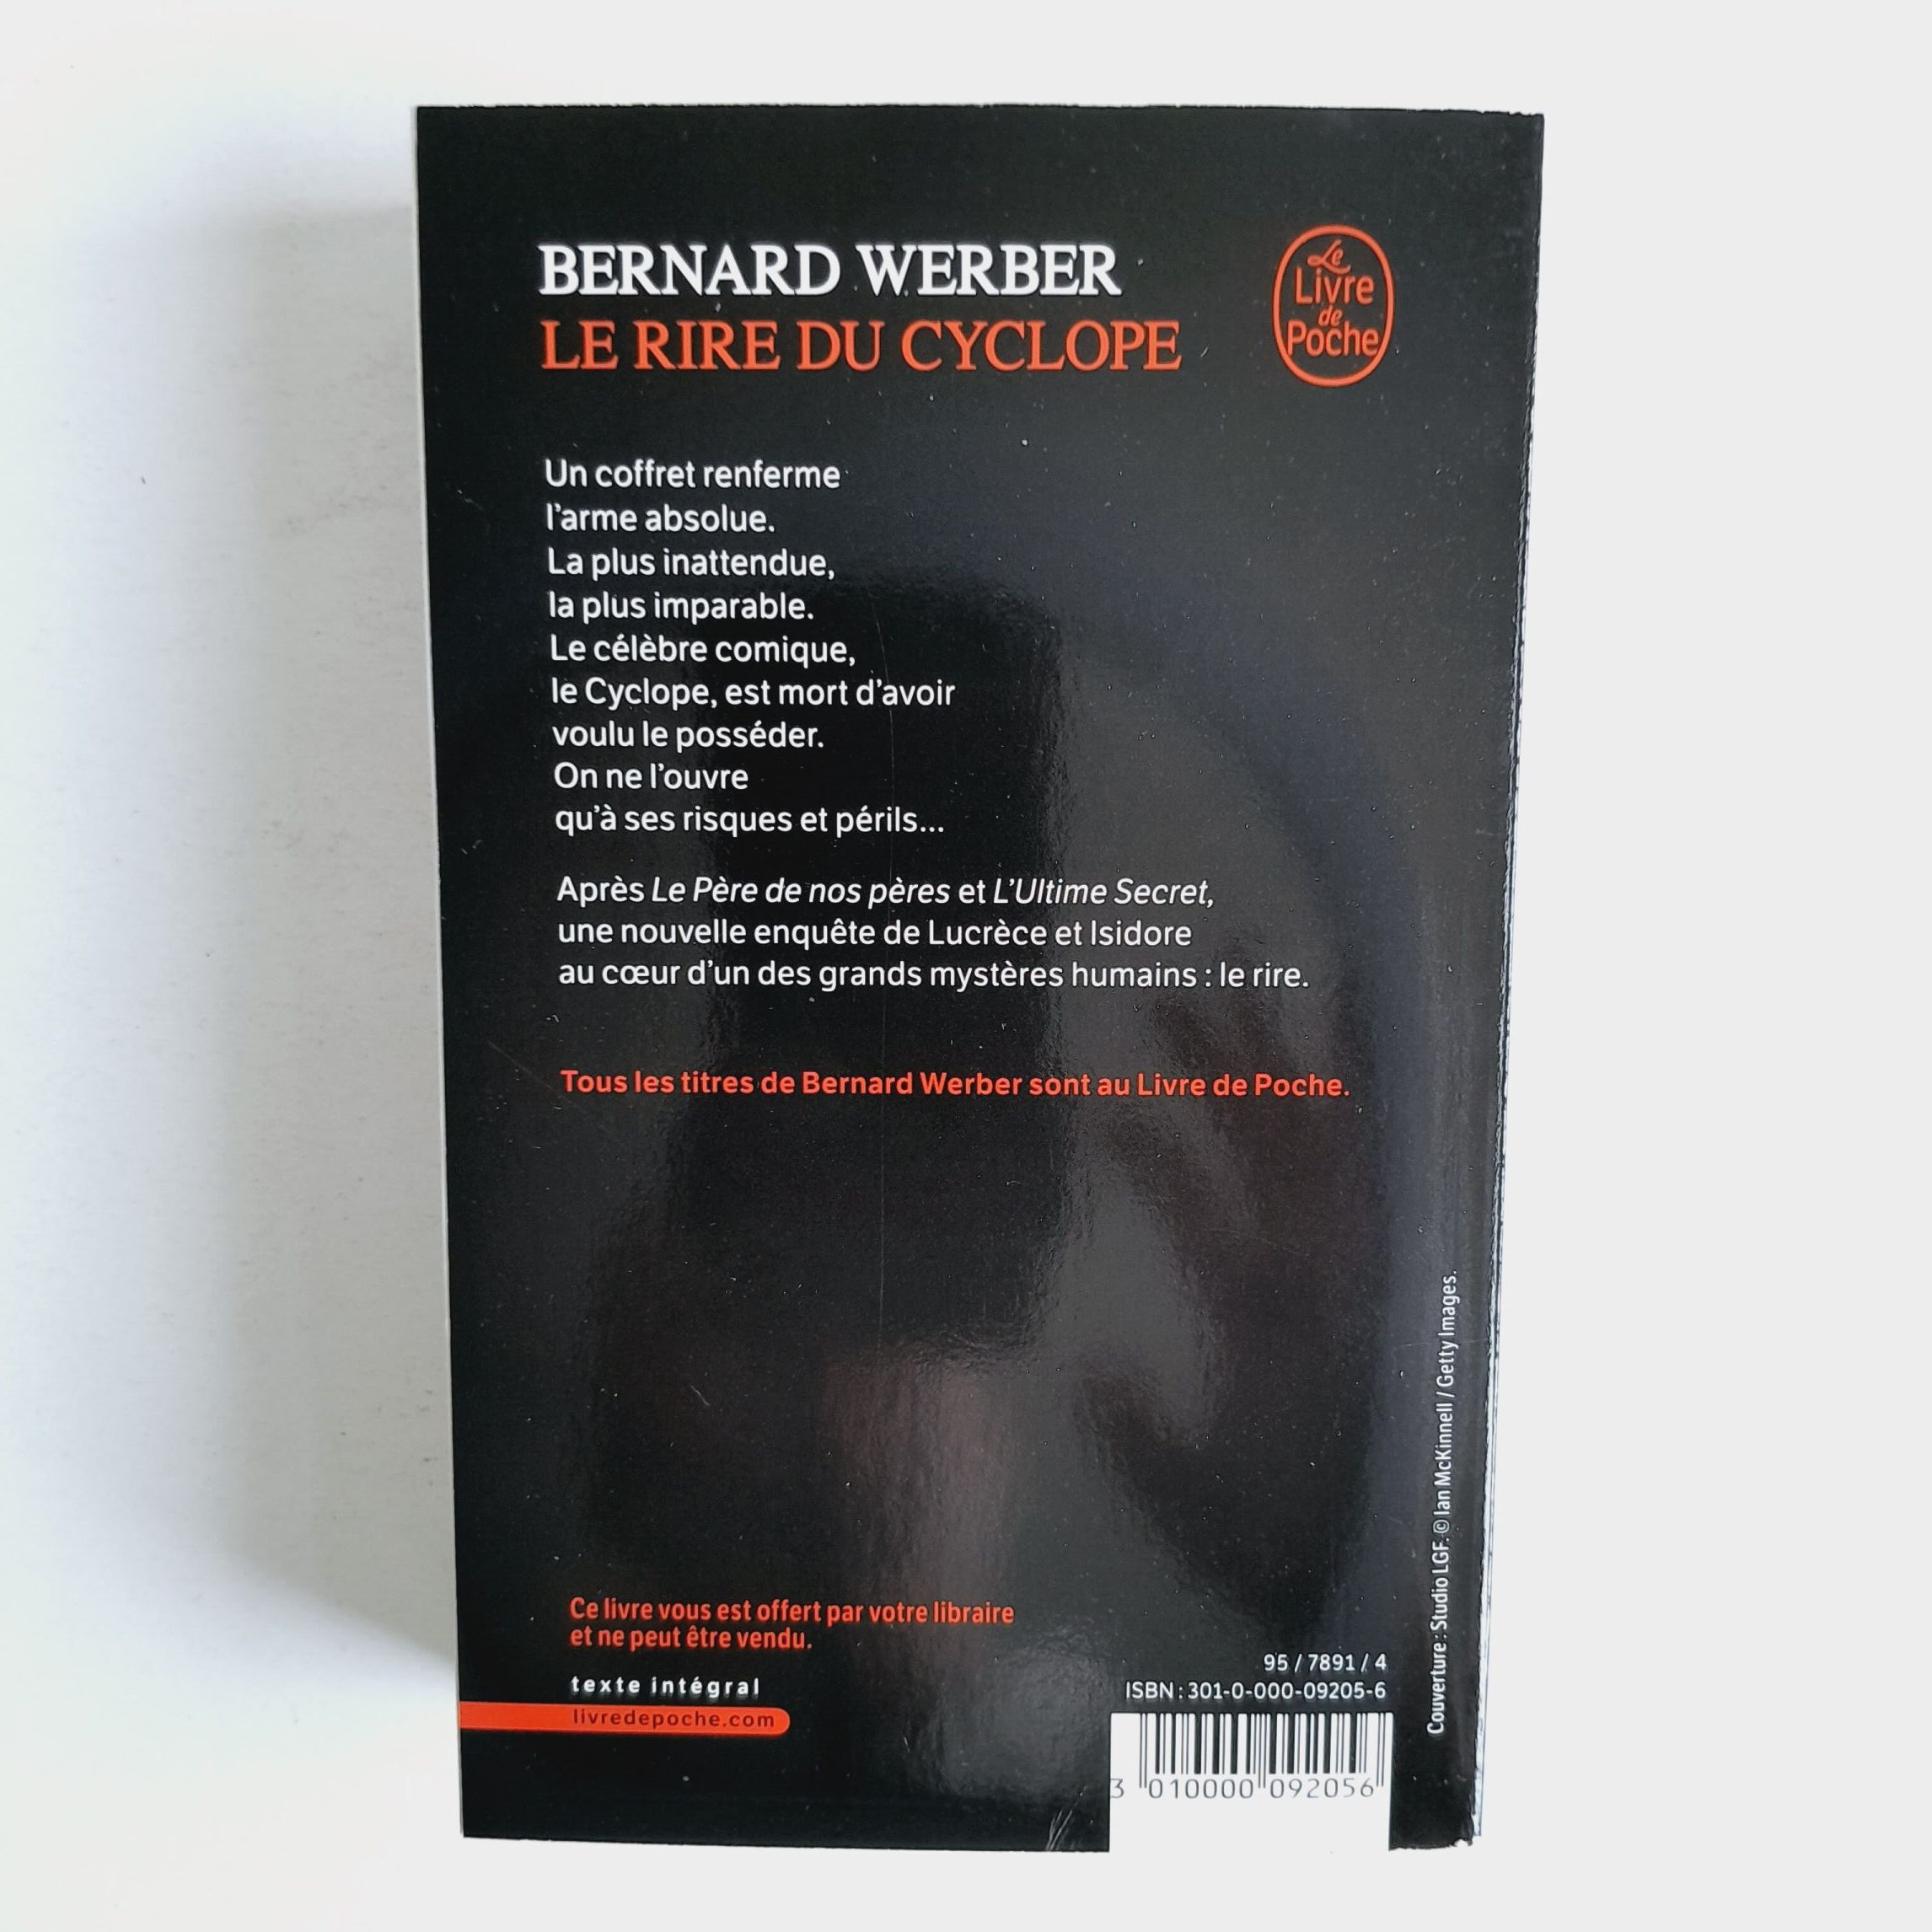 BERNARD WERBER
LE RIRE DU CYCLOPE
Le
Livre
de
Poche
Un coffret renferme
l'arme absolue.
La plus inattendue,
la plus imparable.
Le célèbre comique,
le Cyclope, est mort d'avoir
voulu le posséder.
On ne l'ouvre
qu'à ses risques et périls...
Après Le Père de nos pères et L'Ultime Secret,
une nouvelle enquête de Lucrèce et Isidore
au cœur d'un des grands mystères humains : le rire.
Tous les titres de Bernard Werber sont au Livre de Poche.
Ce livre vous est offert par votre libraire
et ne peut être vendu.
texte intégral
livredepoche.com
95 / 7891 / 4
ISBN : 301-0-000-09205-6
3 010000 092056
Couverture : Studio LGF. © Ian McKinnell / Getty Images.